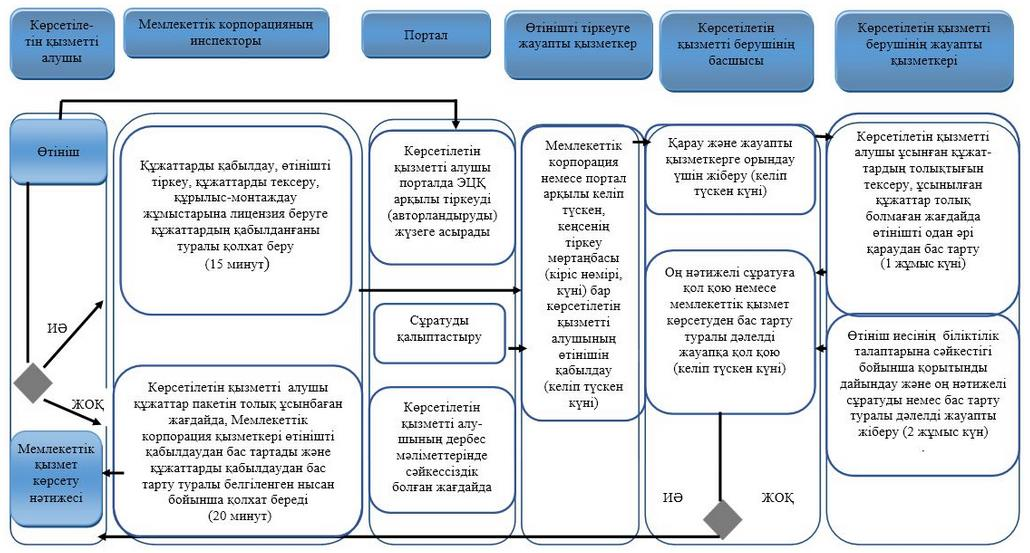 Көрсетіле-
тін қызметті
алушы
Мемлекеттік корпорацияның
инспекторы
Портал
Өтінішті тіркеуге
жауапты қызметкер
Көрсетілетін
қызметті берушінің
басшысы
Көрсетілетін қызметті
берушінің жауапты
қызметкері
Өтініш
Құжаттарды қабылдау, өтінішті
тіркеу, құжаттарды тексеру,
құрылыс-монтаждау
жұмыстарына лицензия беруге
құжаттардың қабылданғаны
туралы қолхат беру
(15 минут)
Көрсетілетін
қызметті алушы
порталда ЭЦҚ
арқылы тіркеуді
(авторландыруды)
жүзеге асырады
Мемлекеттік
корпорация
немесе портал
арқылы келіп
түскен,
кеңсенің
тіркеу
мөртаңбасы
(кіріс нөмірі,
күні) бар
көрсетілетін
қызметті
алушының
өтінішін
қабылдау
(келіп түскен
күні)
Қарау және жауапты
қызметкерге орындау
үшін жіберу (келіп
түскен күні)
Көрсетілетін қызметті
алушы ұсынған құжат-
тардың толықтығын
тексеру, ұсынылған
құжаттар толық
болмаған жағдайда
өтінішті одан әрі
қараудан бас тарту
(1 жұмыс күні)
Сұратуды
қалыптастыру
Оң нәтижелі сұратуға
қол қою немесе
мемлекеттік қызмет
көрсетуден бас тарту
туралы дәлелді
жауапқа қол қою
(келіп түскен күні)
Өтініш иесінің біліктілік
талаптарына сәйкестігі
бойынша қорытынды
дайындау және оң нәтижелі
сұратуды немес бас тарту
туралы дәлелді жауапты
жіберу (2 жұмыс күн)
.
ИӘ
ЖОҚ
Мемлекеттік
қызмет
көрсету
нәтижесі
Көрсетілетін қызметті алушы
құжаттар пакетін толық ұсынбаған
жағдайда, Мемлекеттік
корпорация қызметкері өтінішті
қабылдаудан бас тартады және
құжаттарды қабылдаудан бас
тарту туралы белгіленген нысан
бойынша қолхат береді
(20 минут)
Көрсетілетін
қызметті алу-
шының дербес
мәліметтерінде
сәйкессіздік
болған жағдайда
ИӘ
ЖОҚ